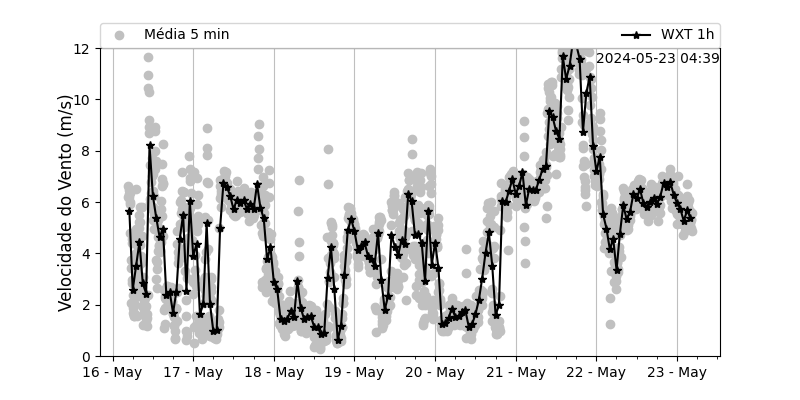 Média 5 min
WXT 1h
2024-05-23 04:39
Velocidade do Vento (m/s)
12
10
8
6
4
2
0
16 - May 17 - May 18 - May 19 - May 20 - May 21 - May 22 - May 23 - May